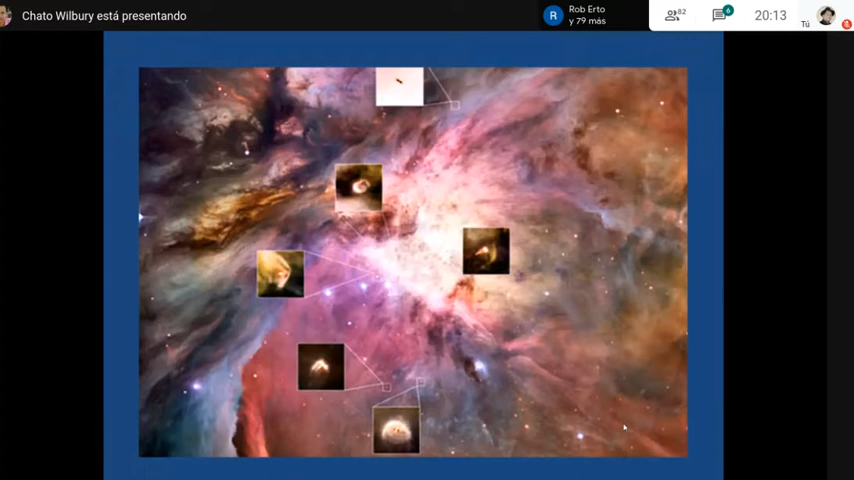 Chato Wilbury está presentando
R
Rob Erto
y 79 más
82
6
20:13
Tú